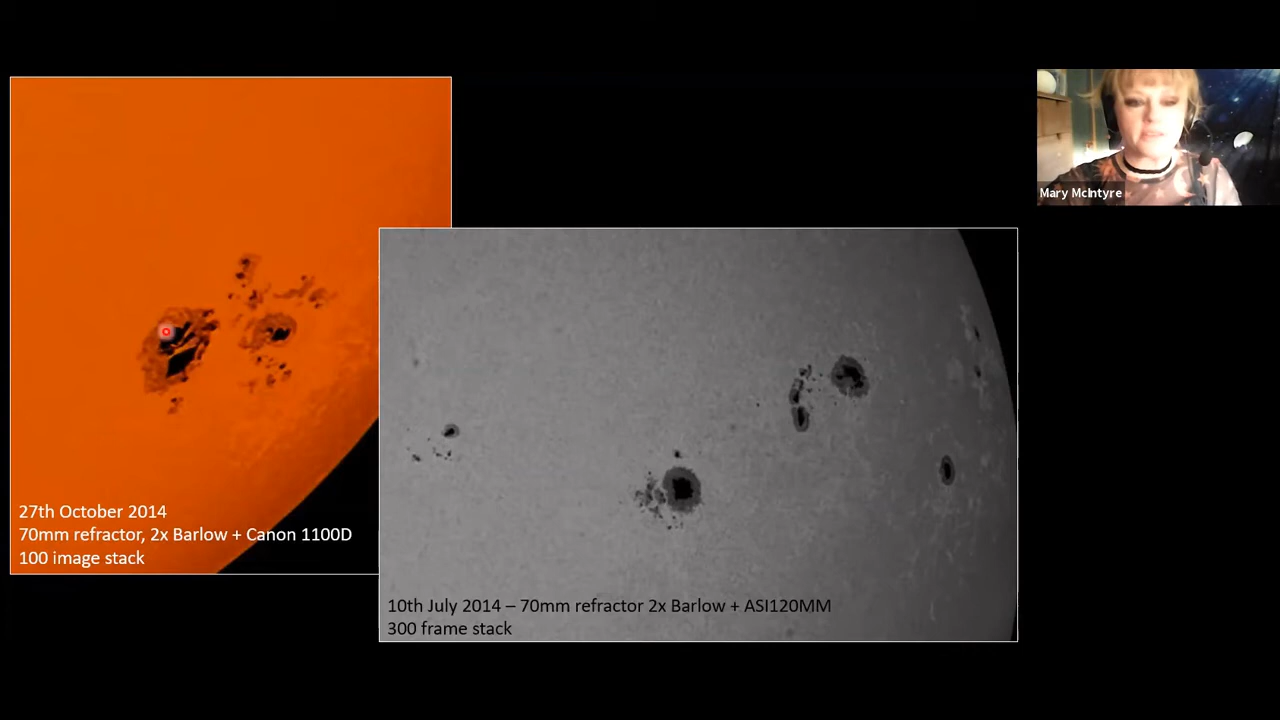 Mary McIntyre
27th October 2014
70mm refractor, 2x Barlow + Canon 1100D
100 image stack
10th July 2014 – 70mm refractor 2x Barlow + ASI120MM
300 frame stack